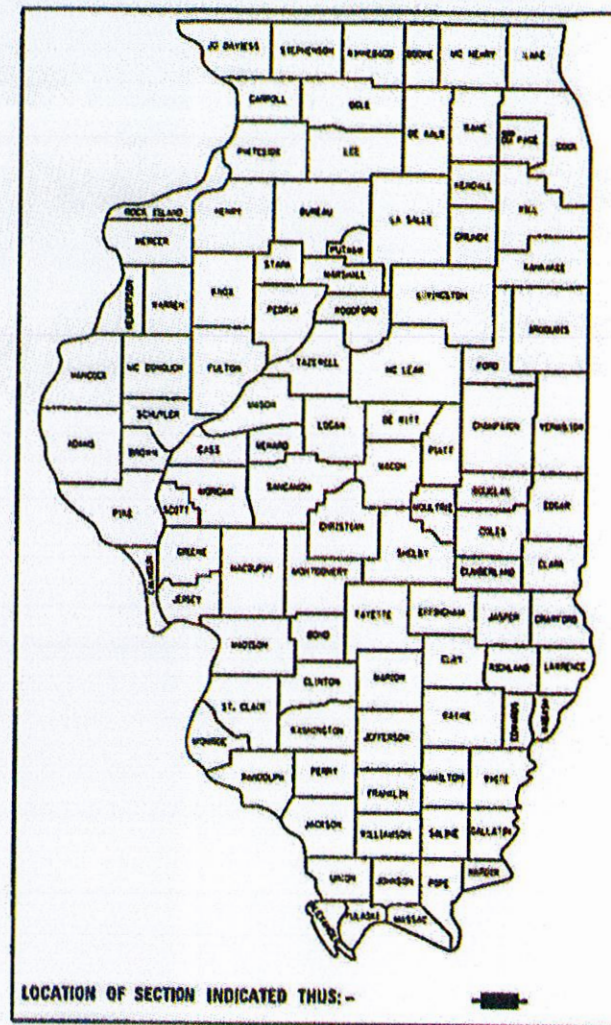 JO DAVIESS STEPHENSON WINNEBAGO BOONE MC HENRY LAKE
CARROLL OGLE
DE KALB KANE DU PAGE COOK
WHITESIDE LEE
KENDALL
ROCK ISLAND HENRY BUREAU LA SALLE WILL
MERCER PUTNAM GRUNDY
STARK MARSHALL KANKAKEE
HENDERSON WARREN KNOX PEORIA WOODFORD LIVINGSTON IROQUOIS
HANCOCK MC DONOUGH FULTON TAZEWELL MC LEAN FORD
MASON
SCHUYLER LOGAN DE WITT CHAMPAIGN VERMILION
ADAMS BROWN CASS MENARD MACON PIATT
PIKE SCOTT MORGAN SANGAMON MOULTRIE DOUGLAS EDGAR
CHRISTIAN COLES
GREENE MACOUPIN MONTGOMERY SHELBY CUMBERLAND CLARK
CALHOUN JERSEY FAYETTE EFFINGHAM JASPER CRAWFORD
MADISON BOND CLAY RICHLAND LAWRENCE
CLINTON MARION
ST. CLAIR WAYNE EDWARDS WABASH
MONROE WASHINGTON JEFFERSON
RANDOLPH PERRY HAMILTON WHITE
FRANKLIN
JACKSON WILLIAMSON SALINE GALLATIN
UNION JOHNSON POPE HARDIN
ALEXANDER PULASKI MASSAC
LOCATION OF SECTION INDICATED THUS: -